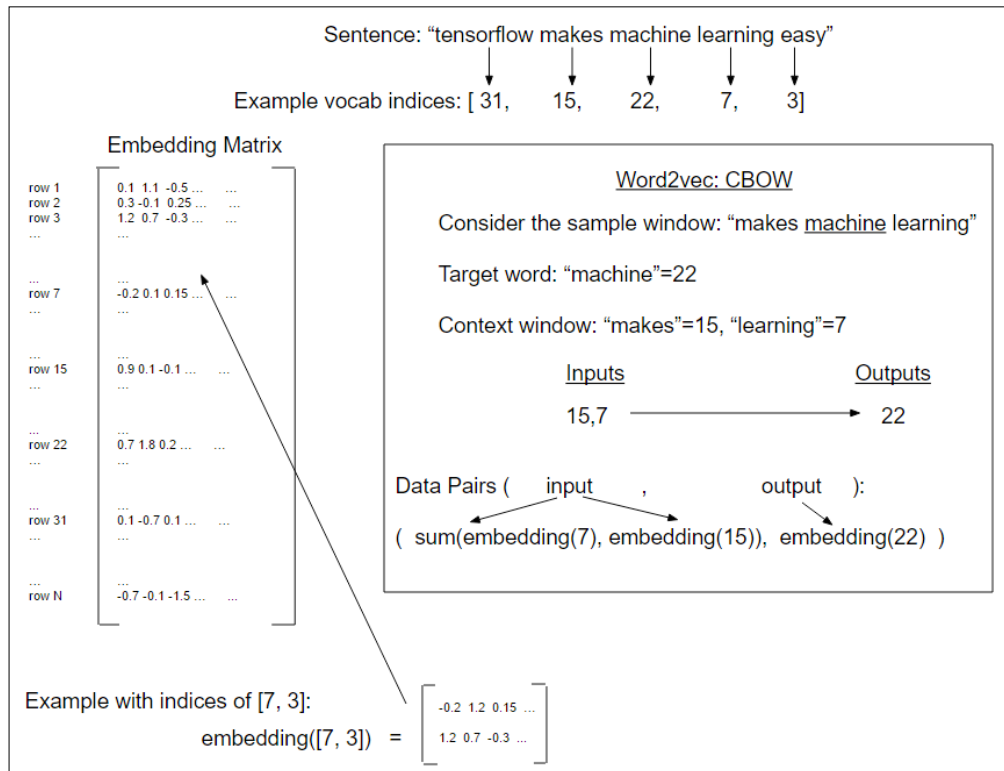 Sentence: “tensorflow makes machine learning easy”
Example vocab indices: [ 31, 15, 22, 7, 3]
Embedding Matrix
row 1 0.1 1.1 -0.5 ... ...
row 2 0.3 -0.1 0.25 ... ...
row 3 1.2 0.7 -0.3 ... ...
... ...
... ...
row 7 -0.2 0.1 0.15 ... ...
... ...
... ...
row 15 0.9 0.1 -0.1 ... ...
... ...
... ...
row 22 0.7 1.8 0.2 ... ...
... ...
... ...
row 31 0.1 -0.7 0.1 ... ...
... ...
... ...
row N -0.7 -0.1 -1.5 ... ...
Word2vec: CBOW
Consider the sample window: “makes machine learning”
Target word: “machine”=22
Context window: “makes”=15, “learning”=7
Inputs Outputs
15,7 22
Data Pairs ( input , output ):
( sum(embedding(7), embedding(15)), embedding(22) )
Example with indices of [7, 3]:
embedding([7, 3]) =
-0.2 1.2 0.15 ...
1.2 0.7 -0.3 ...